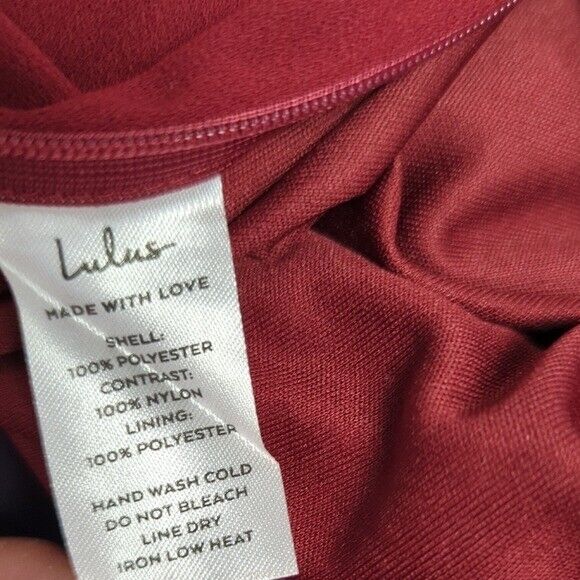 Lulus
MADE WITH LOVE
SHELL:
100% POLYESTER
CONTRAST:
100% NYLON
LINING:
100% POLYESTER
HAND WASH COLD
DO NOT BLEACH
LINE DRY
IRON LOW HEAT